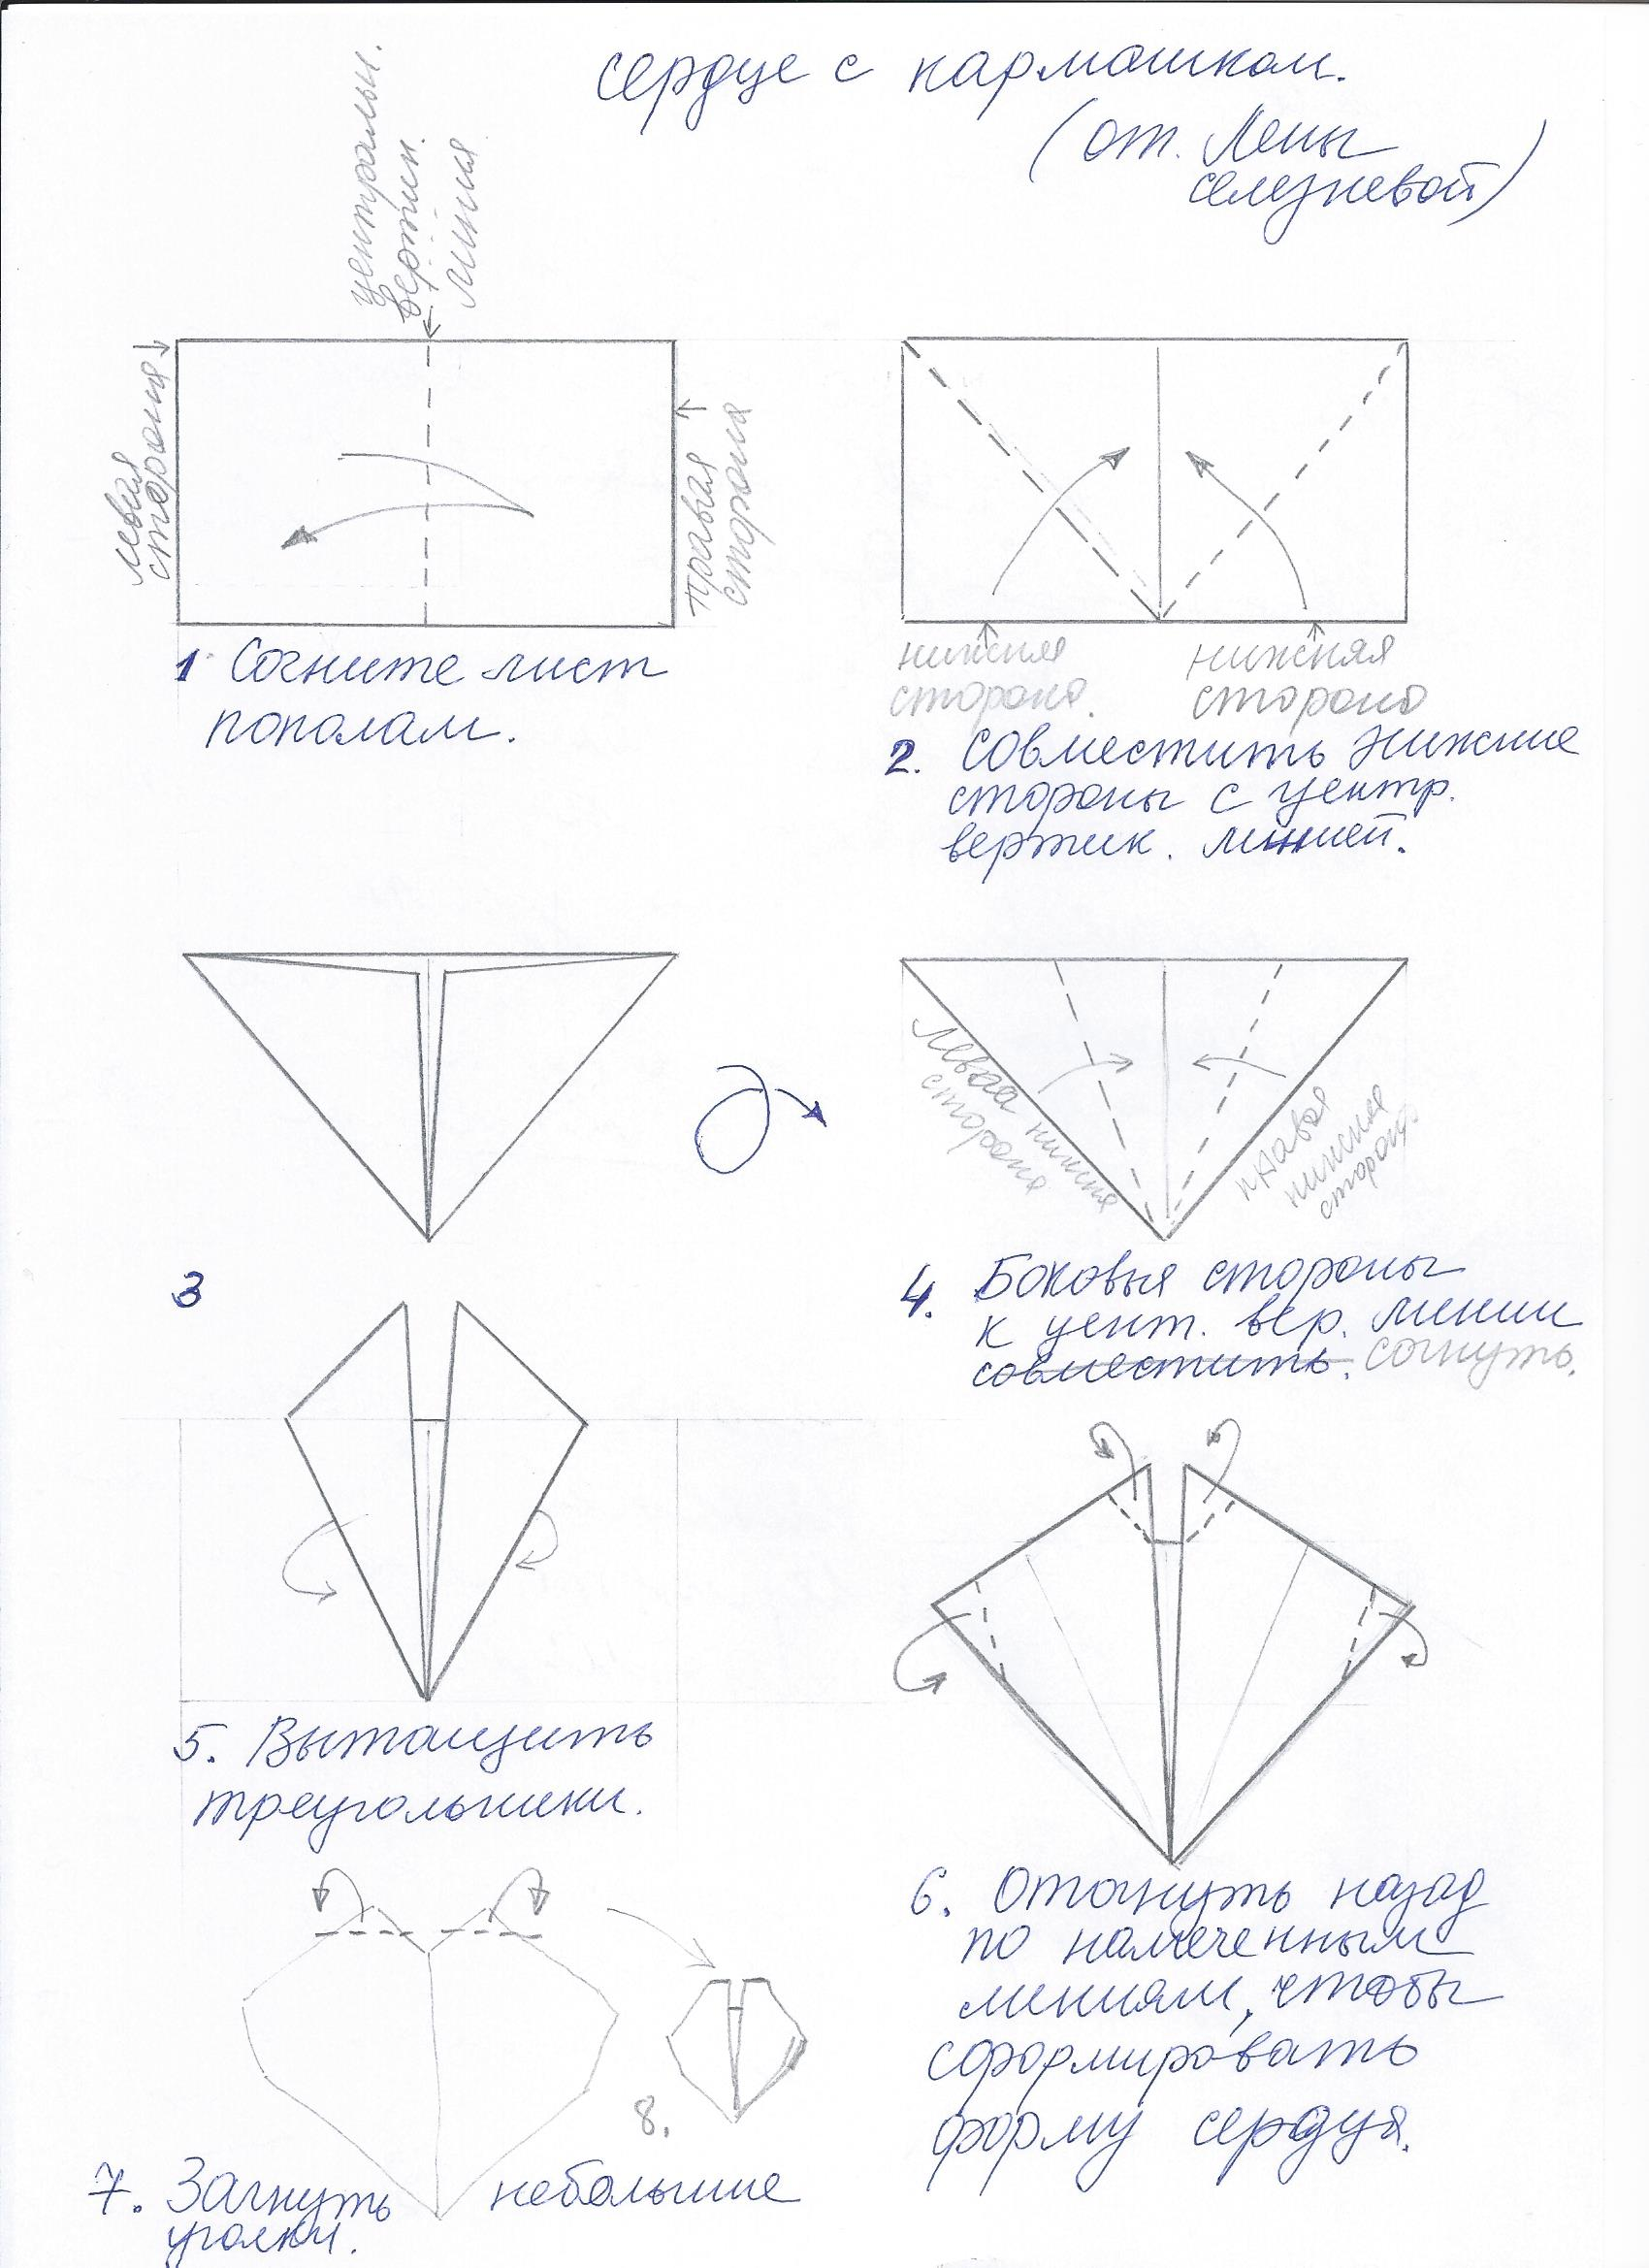 сердце с кармашком.
(от Лены
селезневой)
центральн.
вертик.
линия
левая
сторона
правая
сторона
1 Согните лист
пополам.
нижняя
сторона.
нижняя
сторона
2. Совместить нижние
стороны с центр.
вертик. линией.
левая нижняя
сторона
правая
нижняя
сторон.
3
4. Боковыя стороны
к цент. вер. линии
совместить. согнуть.
5. Вытащить
треугольники.
6. Отогнуть назад
по намеченным
линиям, чтобы
сформировать
форму сердца.
8.
7. Загнуть небольшие
уголки.